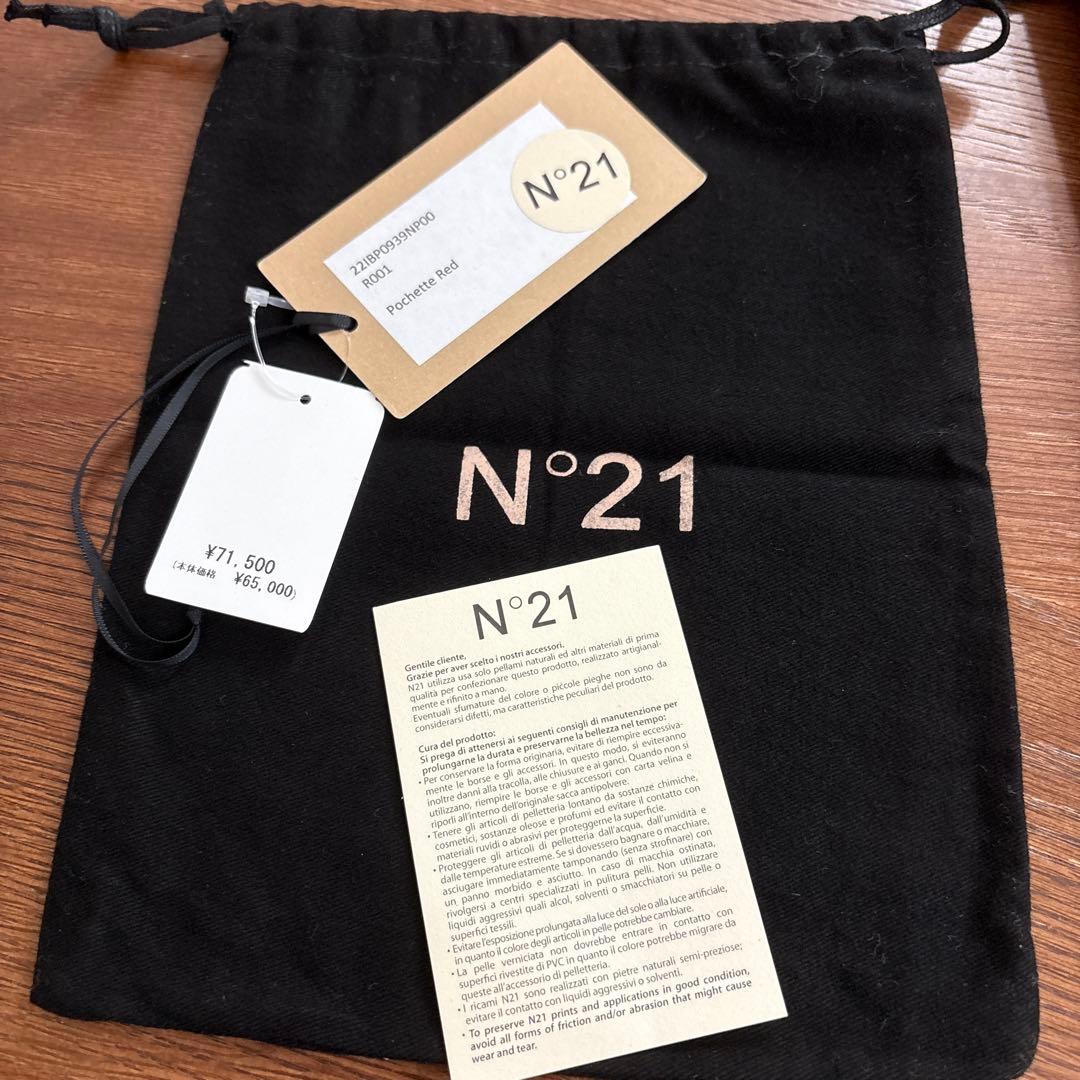 N°21
22IBP0939NP00
R001
Pochette Red
¥71,500
(本体価格 ¥65,000)
N°21
N°21
Gentile cliente,
Grazie per aver scelto i nostri accessori.
N21 utilizza usa solo pellami naturali ed altri materiali di prima
qualità per confezionare questo prodotto, realizzato artigianal-
mente e rifinito a mano.
Eventuali sfumature del colore o piccole pieghe non sono da
considerarsi difetti, ma caratteristiche peculiari del prodotto.
Cura del prodotto:
Si prega di attenersi ai seguenti consigli di manutenzione per
prolungarne la durata e preservarne la bellezza nel tempo:
• Per conservare la forma originaria, evitare di riempire eccessiva-
mente le borse e gli accessori. In questo modo, si eviteranno
inoltre danni alla tracolla, alle chiusure e ai ganci. Quando non si
utilizzano, riempire le borse e gli accessori con carta velina e
riporli all'interno dell'originale sacca antipolvere.
• Tenere gli articoli di pelletteria lontano da sostanze chimiche,
cosmetici, sostanze oleose e profumi ed evitare il contatto con
materiali ruvidi o abrasivi per proteggerne la superficie.
• Proteggere gli articoli di pelletteria dall'acqua, dall'umidità e
dalle temperature estreme. Se si dovessero bagnare o macchiare,
asciugare immediatamente tamponando (senza strofinare) con
un panno morbido e asciutto. In caso di macchia ostinata,
rivolgersi a centri specializzati in pulitura pelli. Non utilizzare
liquidi aggressivi quali alcol, solventi o smacchiatori su pelle o
superfici tessili.
• Evitare l'esposizione prolungata alla luce del sole o alla luce artificiale,
in quanto il colore degli articoli in pelle potrebbe cambiare.
• La pelle verniciata non dovrebbe entrare in contatto con
superfici rivestite di PVC in quanto il colore potrebbe migrare da
queste all'accessorio di pelletteria.
• I ricami N21 sono realizzati con pietre naturali semi-preziose;
evitare il contatto con liquidi aggressivi o solventi.
• To preserve N21 prints and applications in good condition,
avoid all forms of friction and/or abrasion that might cause
wear and tear.